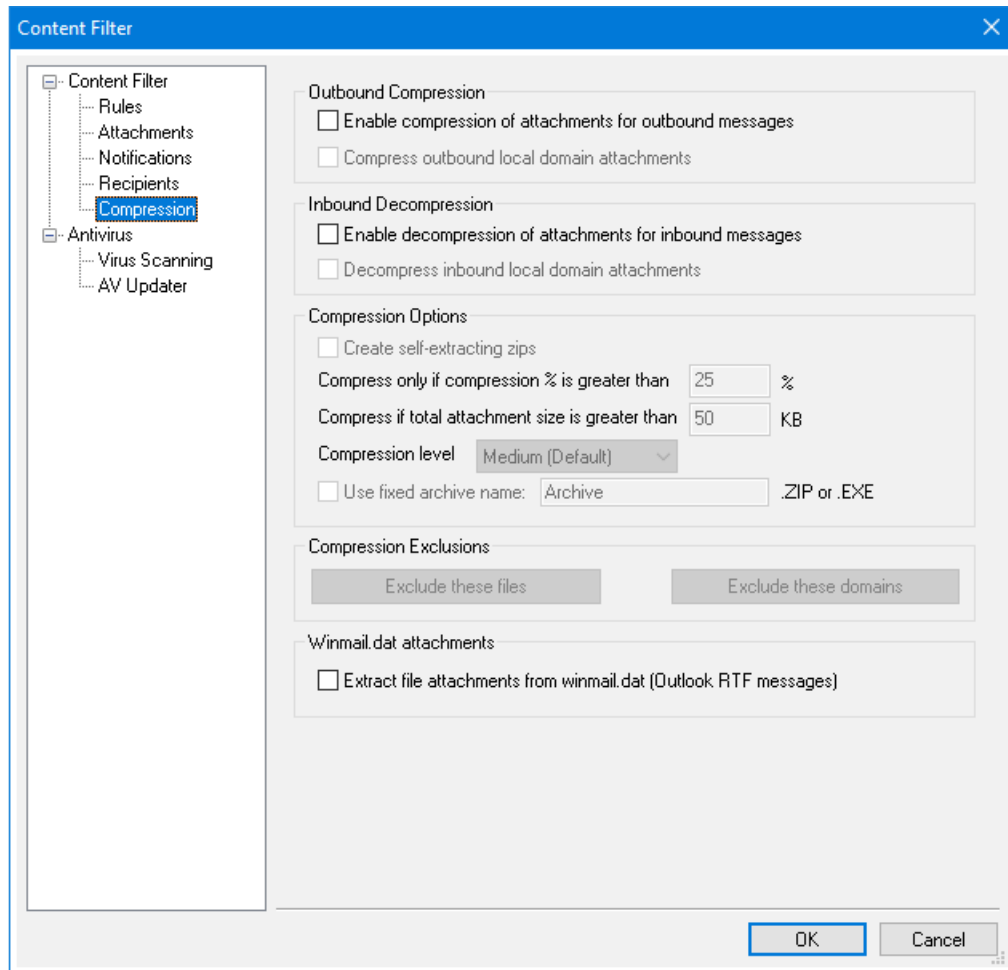 Content Filter
Content Filter
Rules
Attachments
Notifications
Recipients
Compression
Antivirus
Virus Scanning
AV Updater
Outbound Compression
Enable compression of attachments for outbound messages
Compress outbound local domain attachments
Inbound Decompression
Enable decompression of attachments for inbound messages
Decompress inbound local domain attachments
Compression Options
Create self-extracting zips
Compress only if compression % is greater than 25 %
Compress if total attachment size is greater than 50 KB
Compression level Medium (Default)
Use fixed archive name: Archive .ZIP or .EXE
Compression Exclusions
Exclude these files Exclude these domains
Winmail.dat attachments
Extract file attachments from winmail.dat (Outlook RTF messages)
OK Cancel